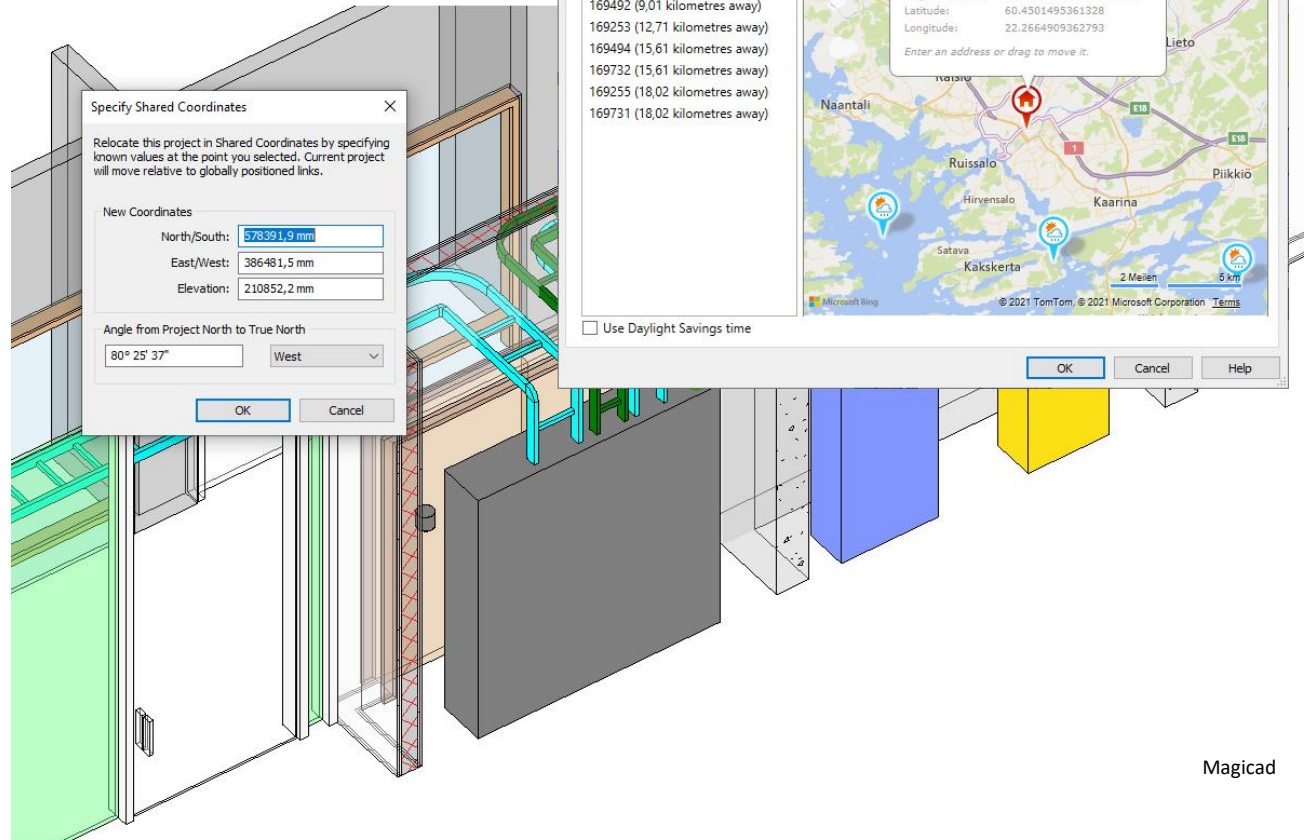 169492 (9,01 kilometres away)
169253 (12,71 kilometres away)
169494 (15,61 kilometres away)
169732 (15,61 kilometres away)
169255 (18,02 kilometres away)
169731 (18,02 kilometres away)
Latitude: 60.4501495361328
Longitude: 22.2664909362793
Enter an address or drag to move it.
Lieto
Raisio
Naantali
E18
E18
1
Ruissalo
Piikkiö
Hirvensalo
Kaarina
Satava
Kakskerta
2 Meilen
5 km
Microsoft Bing
© 2021 TomTom, © 2021 Microsoft Corporation Terms
Use Daylight Savings time
OK
Cancel
Help
Specify Shared Coordinates
Relocate this project in Shared Coordinates by specifying
known values at the point you selected. Current project
will move relative to globally positioned links.
New Coordinates
North/South: 578391,9 mm
East/West: 386481,5 mm
Elevation: 210852,2 mm
Angle from Project North to True North
80° 25' 37"
West
OK
Cancel
Magicad